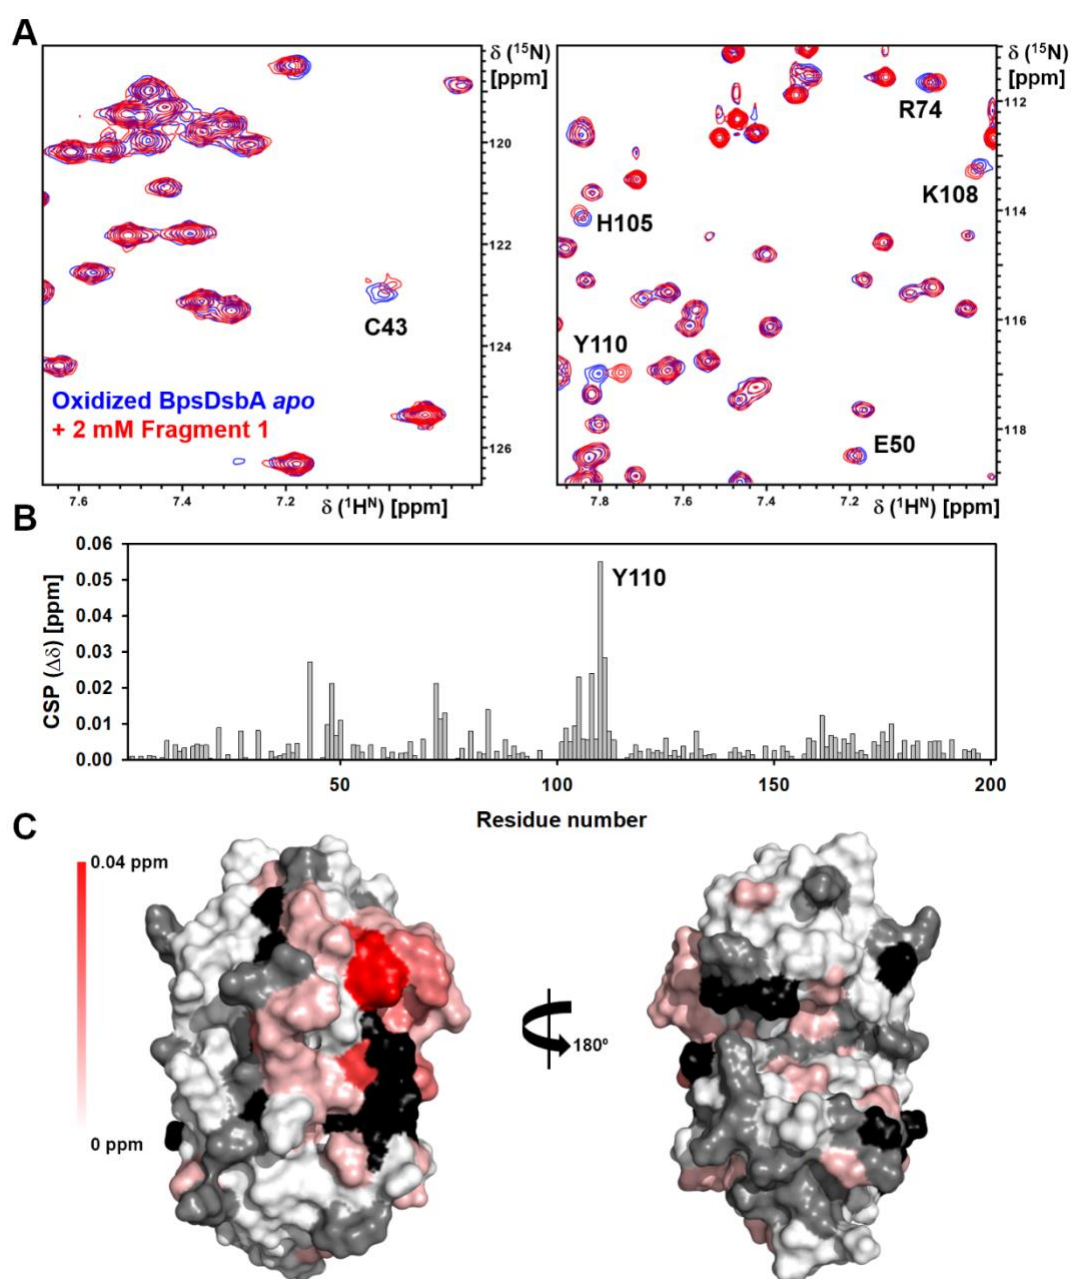 A
δ (¹⁵N)
[ppm]
120
122
C43
124
Oxidized BpsDsbA apo
+ 2 mM Fragment 1
126
7.6 7.4 7.2
δ (¹Hᴺ) [ppm]
δ (¹⁵N)
[ppm]
112
R74
K108
114
H105
116
Y110
118
E50
7.8 7.6 7.4 7.2
δ (¹Hᴺ) [ppm]
B
CSP (Δδ) [ppm]
0.06
0.05
0.04
0.03
0.02
0.01
0.00
Y110
50 100 150 200
Residue number
C
0.04 ppm
0 ppm
180º